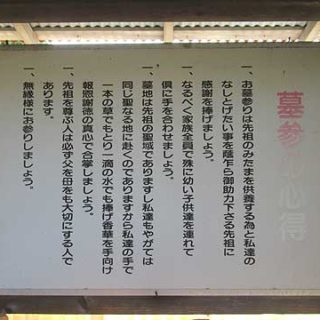 墓参の心得
一、お墓参りは先祖のみたまを供養する為と私達の
なしとげたい事を蔭乍ら御助力下さる先祖に
感謝を捧げましょう。
一、なるべく家族全員で殊に幼い子供達を連れて
倶に手を合わせましょう。
一、墓地は先祖の聖域でありますし私達もやがては
同じ聖なる地に赴くのでありますから私達の手で
一本の草でもとり一滴の水でも捧げ香華を手向け
報恩謝徳の真心で合掌しましょう。
一、先祖を尊ぶ人は必ず父を母をも大切にする人で
あります。
一、無縁様にお参りしましょう。